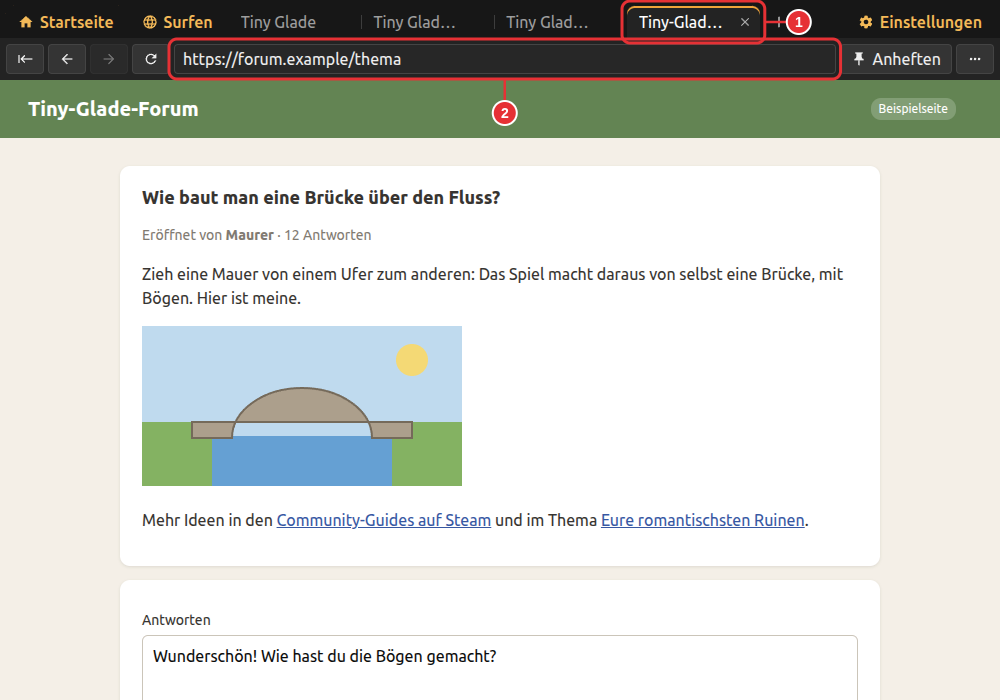 Startseite
Surfen
Tiny Glade
Tiny Glad…
Tiny Glad…
Tiny-Glad…
1
Einstellungen
https://forum.example/thema
Anheften
2
Tiny-Glade-Forum
Beispielseite
Wie baut man eine Brücke über den Fluss?
Eröffnet von Maurer · 12 Antworten
Zieh eine Mauer von einem Ufer zum anderen: Das Spiel macht daraus von selbst eine Brücke, mit
Bögen. Hier ist meine.
Mehr Ideen in den Community-Guides auf Steam und im Thema Eure romantischsten Ruinen.
Antworten
Wunderschön! Wie hast du die Bögen gemacht?